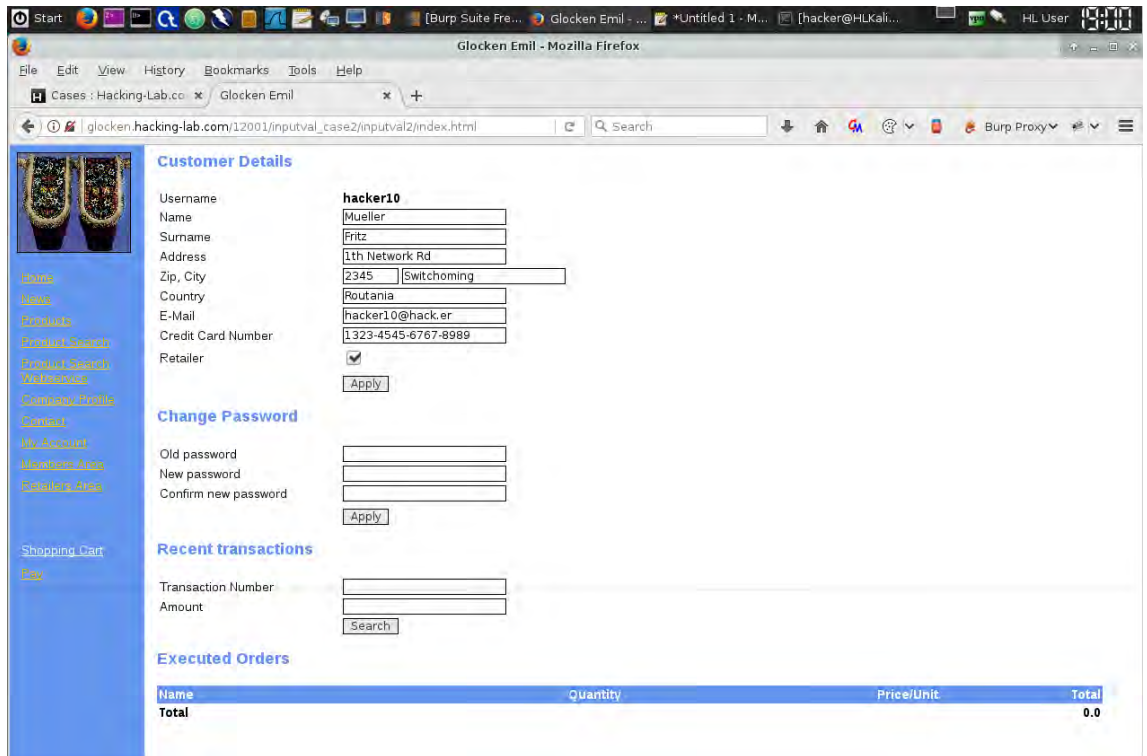 Start
[Burp Suite Fre...
Glocken Emil - ...
*Untitled 1 - M...
[hacker@HLKali...
vpn
HL User
19:00
Glocken Emil - Mozilla Firefox
File Edit View History Bookmarks Tools Help
Cases : Hacking-Lab.co
Glocken Emil
glocken.hacking-lab.com/12001/inputval_case2/inputval2/index.html
Search
Burp Proxy
Customer Details
Username hacker10
Name Mueller
Surname Fritz
Address 1th Network Rd
Zip, City 2345 Switchoming
Country Routania
E-Mail hacker10@hack.er
Credit Card Number 1323-4545-6767-8989
Retailer
Apply
Home
News
Products
Product Search
Product Search
Webservice
Company Profile
Contact
My Account
Members Area
Retailers Area
Shopping Cart
Pay
Change Password
Old password
New password
Confirm new password
Apply
Recent transactions
Transaction Number
Amount
Search
Executed Orders
Name Quantity Price/Unit Total
Total 0.0